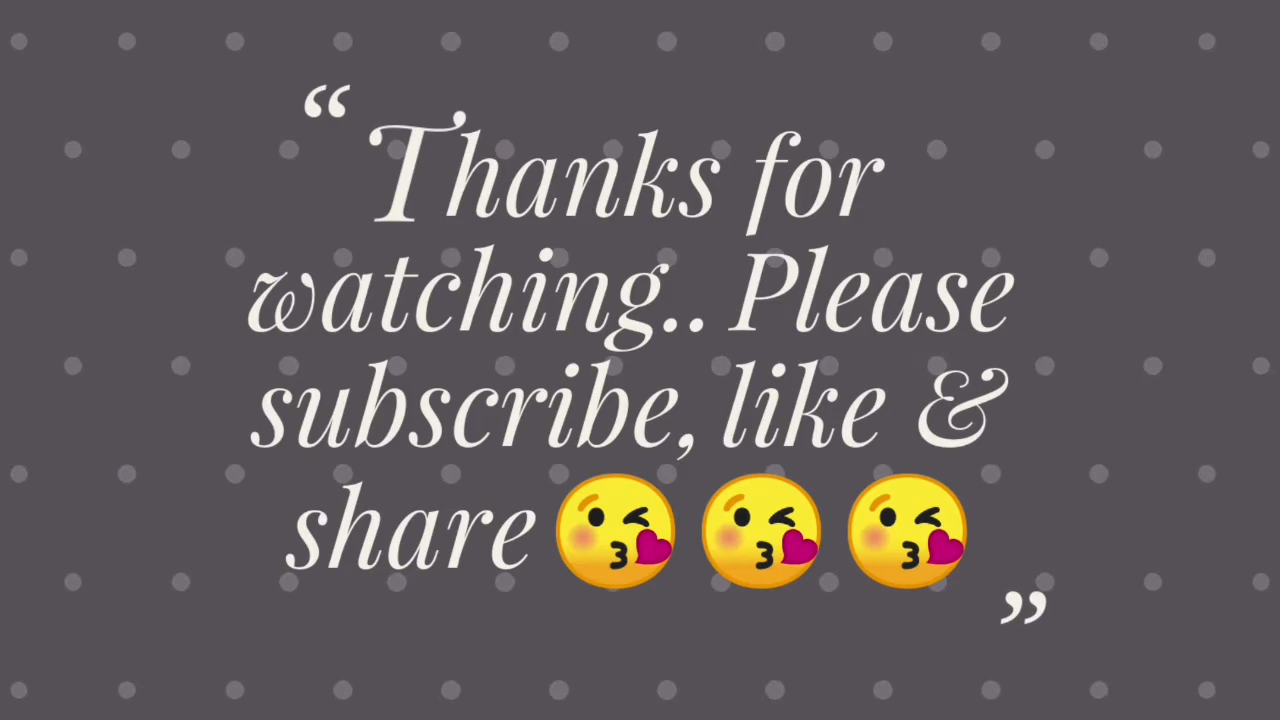 “Thanks for
watching.. Please
subscribe, like &
share 😘 😘 😘
”